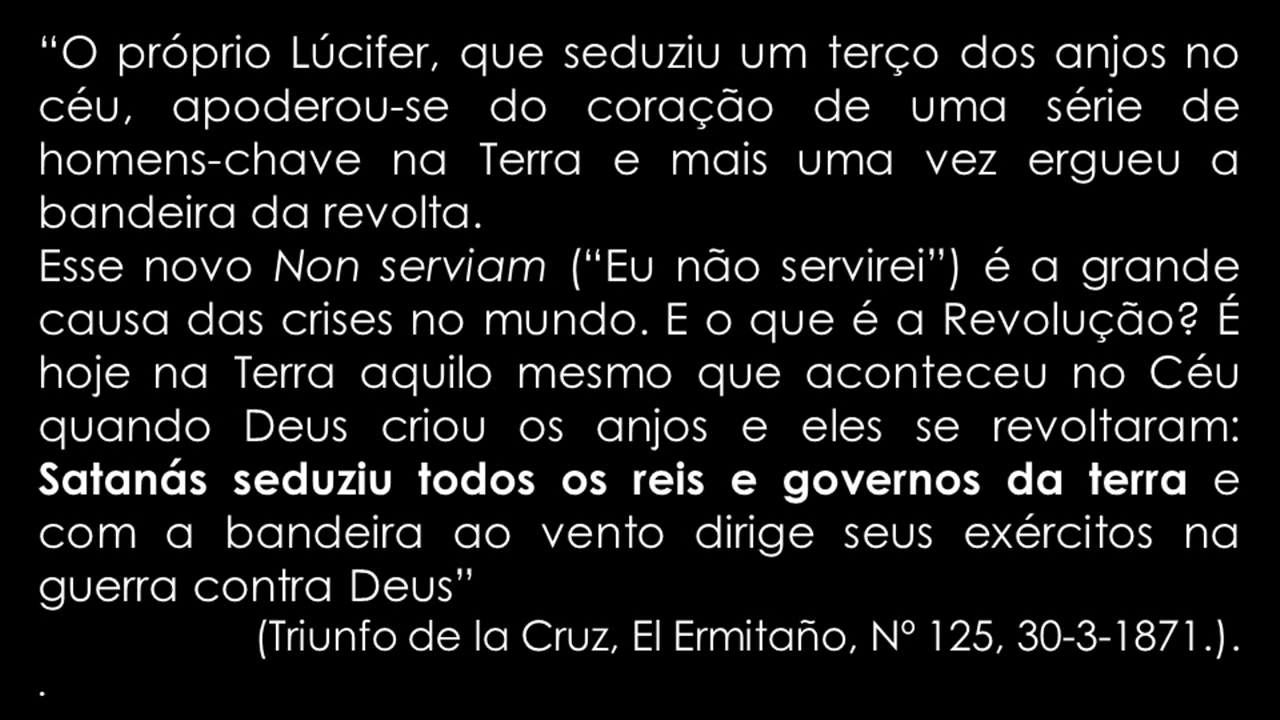 “O próprio Lúcifer, que seduziu um terço dos anjos no
céu, apoderou-se do coração de uma série de
homens-chave na Terra e mais uma vez ergueu a
bandeira da revolta.
Esse novo Non serviam (“Eu não servirei”) é a grande
causa das crises no mundo. E o que é a Revolução? É
hoje na Terra aquilo mesmo que aconteceu no Céu
quando Deus criou os anjos e eles se revoltaram:
Satanás seduziu todos os reis e governos da terra e
com a bandeira ao vento dirige seus exércitos na
guerra contra Deus”
(Triunfo de la Cruz, El Ermitaño, Nº 125, 30-3-1871.).
.